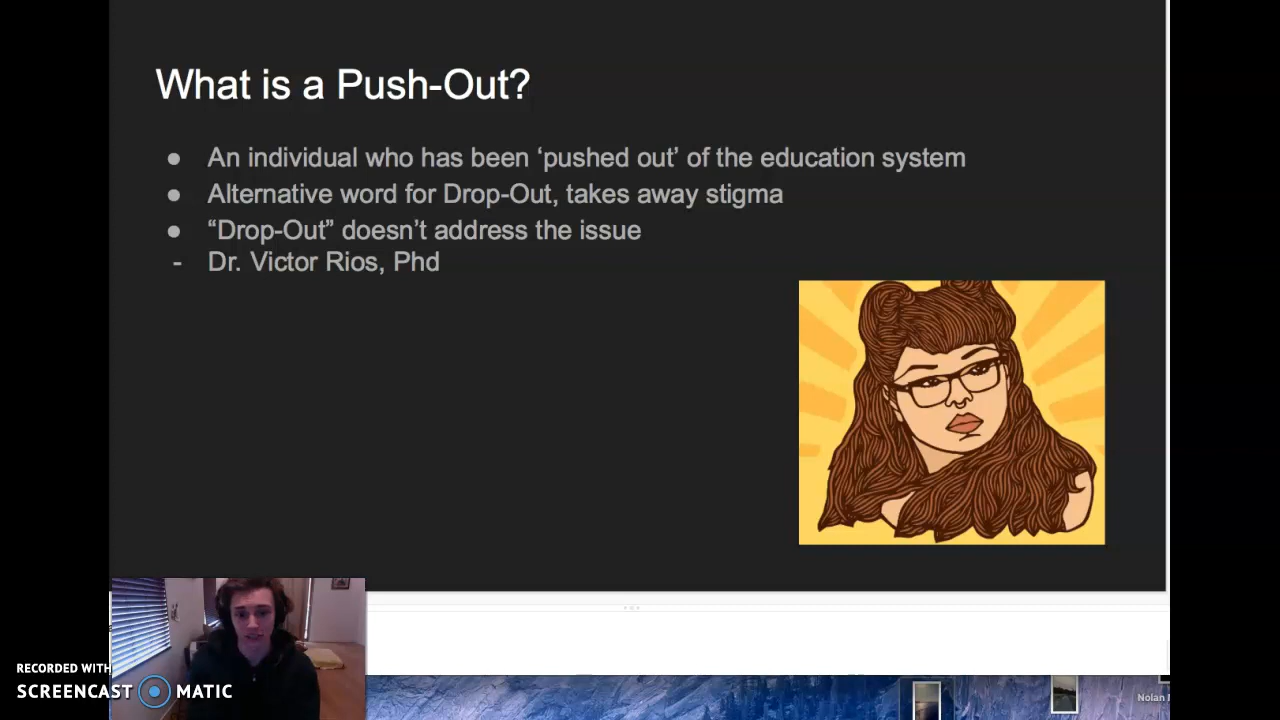 What is a Push-Out?
● An individual who has been ‘pushed out’ of the education system
● Alternative word for Drop-Out, takes away stigma
● “Drop-Out” doesn’t address the issue
- Dr. Victor Rios, Phd
RECORDED WITH
SCREENCAST MATIC
Nolan